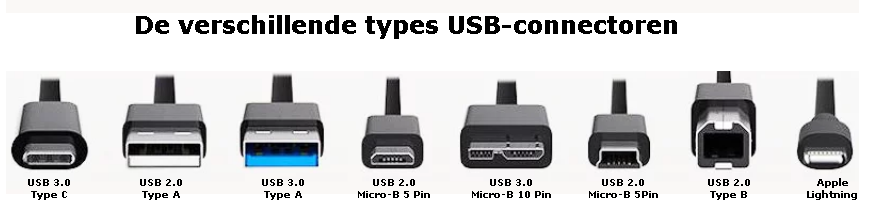 De verschillende types USB-connectoren
USB 3.0
Type C
USB 2.0
Type A
USB 3.0
Type A
USB 2.0
Micro-B 5 Pin
USB 3.0
Micro-B 10 Pin
USB 2.0
Micro-B 5Pin
USB 2.0
Type B
Apple
Lightning